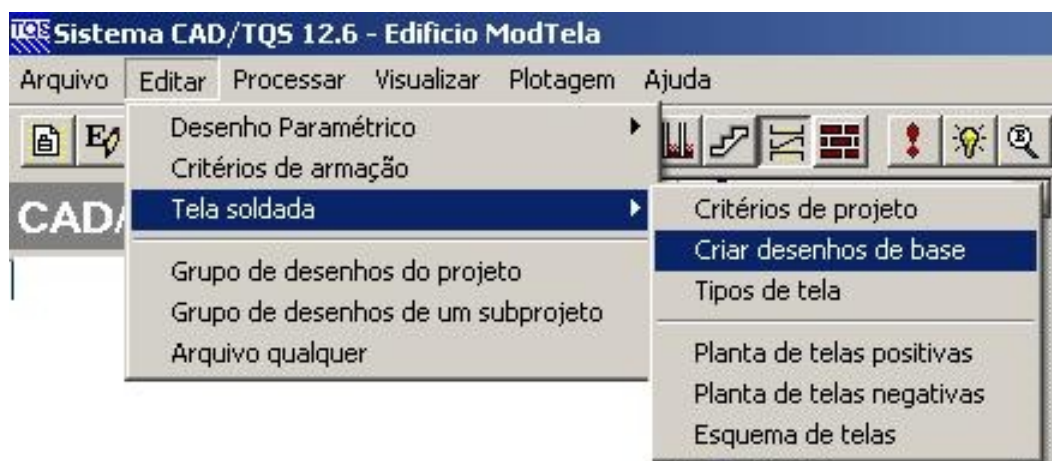 TQS Sistema CAD/TQS 12.6 - Edificio ModTela
Arquivo Editar Processar Visualizar Plotagem Ajuda
Desenho Paramétrico
Critérios de armação
Tela soldada
Grupo de desenhos do projeto
Grupo de desenhos de um subprojeto
Arquivo qualquer
CAD/
Critérios de projeto
Criar desenhos de base
Tipos de tela
Planta de telas positivas
Planta de telas negativas
Esquema de telas